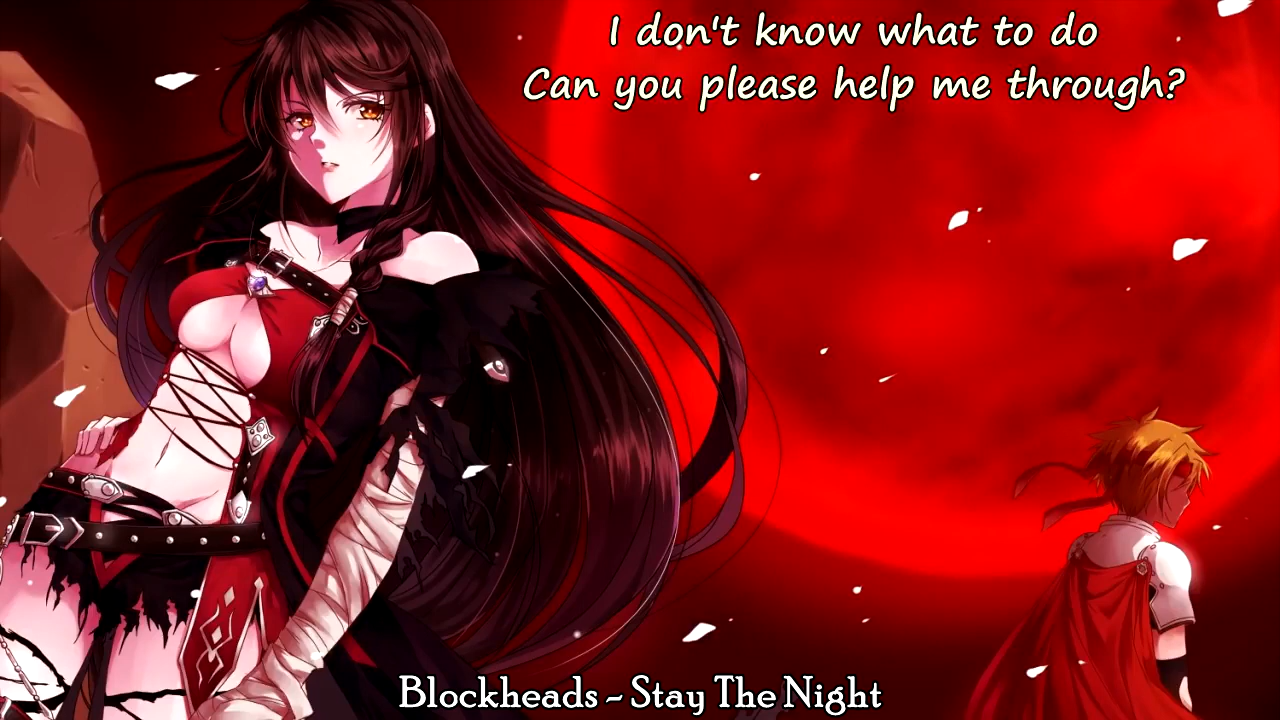 I don't know what to do
Can you please help me through?
Blockheads - Stay The Night